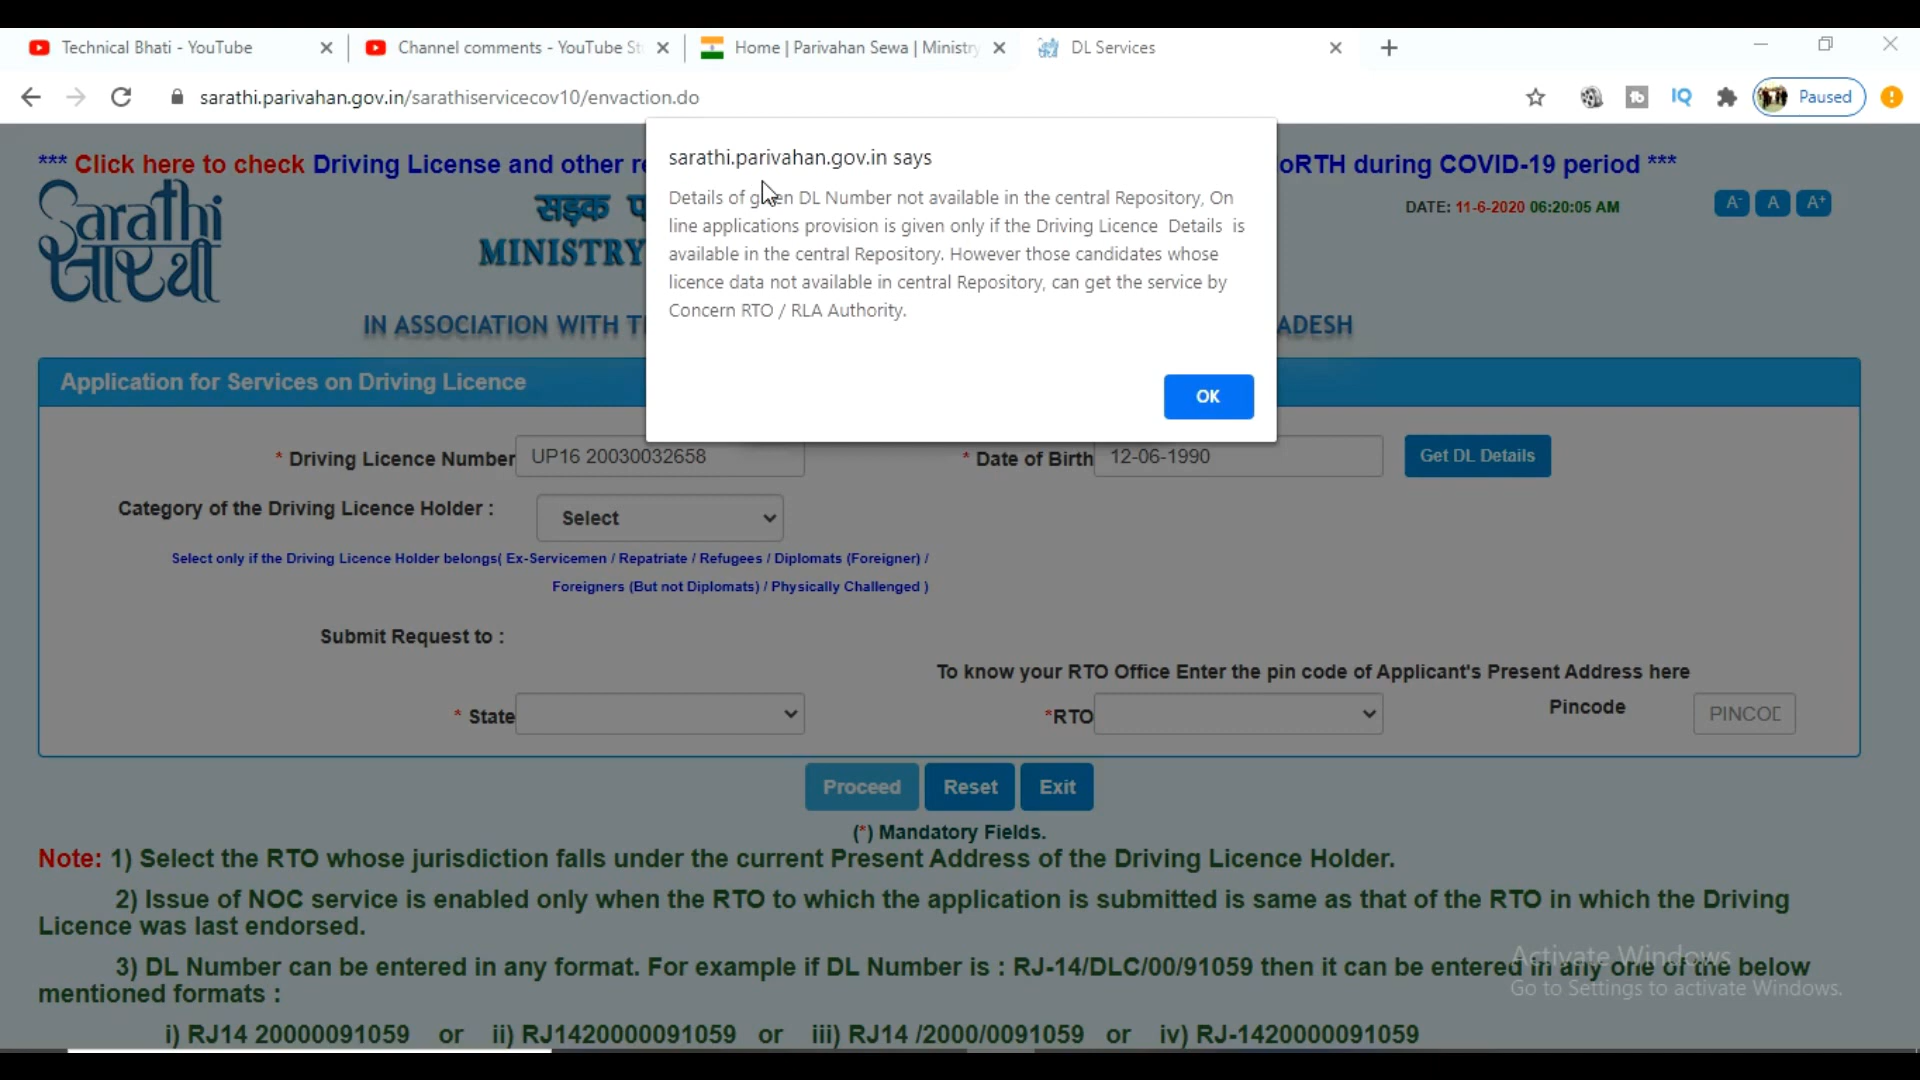 Technical Bhati - YouTube
Channel comments - YouTube St
Home | Parivahan Sewa | Ministry
DL Services
sarathi.parivahan.gov.in/sarathiservicecov10/envaction.do
Paused
*** Click here to check Driving License and other re
oRTH during COVID-19 period ***
sarathi.parivahan.gov.in says
Details of given DL Number not available in the central Repository, On
line applications provision is given only if the Driving Licence Details is
available in the central Repository. However those candidates whose
licence data not available in central Repository, can get the service by
Concern RTO / RLA Authority.
OK
Sarathi
सारथी
सड़क
MINISTRY
DATE: 11-6-2020 06:20:05 AM
A- A A+
IN ASSOCIATION WITH T
ADESH
Application for Services on Driving Licence
* Driving Licence Number UP16 20030032658
* Date of Birth 12-06-1990
Get DL Details
Category of the Driving Licence Holder : Select
Select only if the Driving Licence Holder belongs( Ex-Servicemen / Repatriate / Refugees / Diplomats (Foreigner) /
Foreigners (But not Diplomats) / Physically Challenged )
Submit Request to :
To know your RTO Office Enter the pin code of Applicant's Present Address here
* State
*RTO
Pincode
PINCOD
Proceed Reset Exit
(*) Mandatory Fields.
Note: 1) Select the RTO whose jurisdiction falls under the current Present Address of the Driving Licence Holder.
2) Issue of NOC service is enabled only when the RTO to which the application is submitted is same as that of the RTO in which the Driving
Licence was last endorsed.
3) DL Number can be entered in any format. For example if DL Number is : RJ-14/DLC/00/91059 then it can be entered in any one of the below
mentioned formats :
i) RJ14 20000091059 or ii) RJ1420000091059 or iii) RJ14 /2000/0091059 or iv) RJ-1420000091059
Activate Windows
Go to Settings to activate Windows.